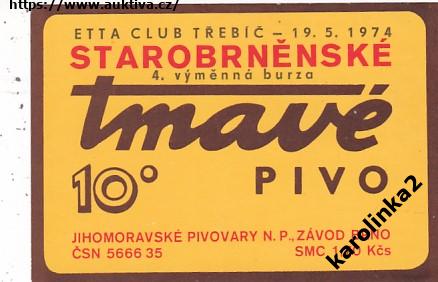 https://www.auktiva.cz/
ETTA CLUB TŘEBÍČ – 19. 5. 1974
STAROBRNĚNSKÉ
4. výměnná burza
tmavé
10° PIVO
JIHOMORAVSKÉ PIVOVARY N. P., ZÁVOD
ČSN 5666 35 SMC Kčs
karolinka2